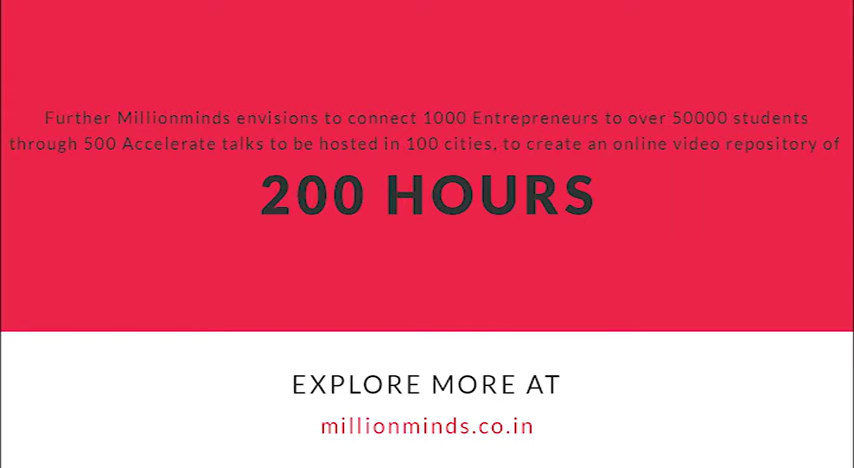 Further Millionminds envisions to connect 1000 Entrepreneurs to over 50000 students
through 500 Accelerate talks to be hosted in 100 cities, to create an online video repository of
200 HOURS
EXPLORE MORE AT
millionminds.co.in